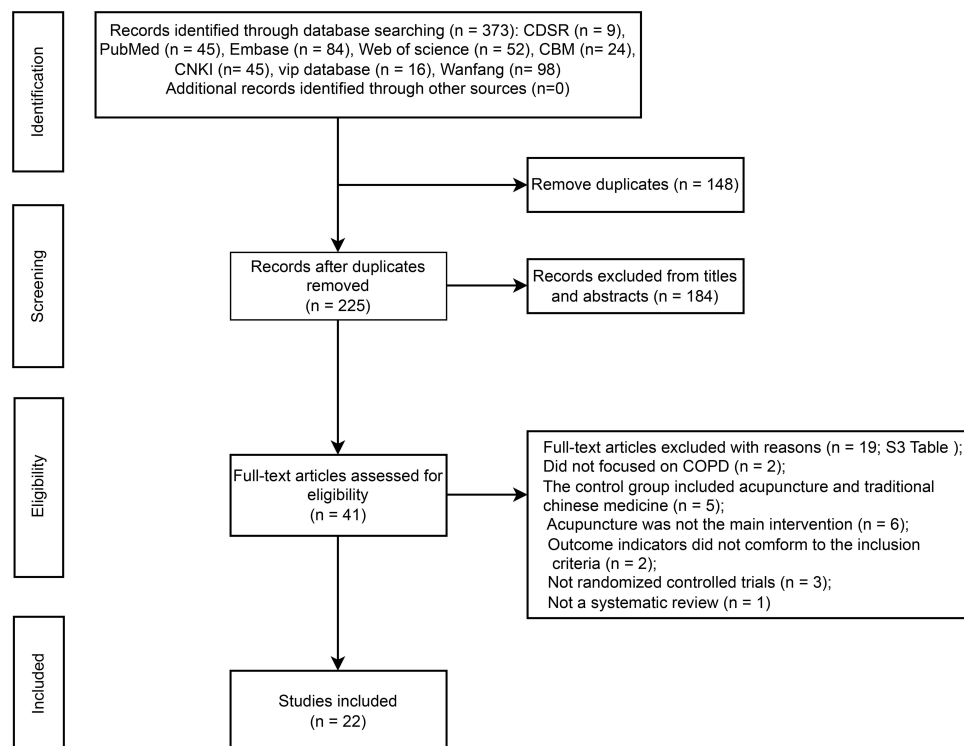 Identification
Records identified through database searching (n = 373): CDSR (n = 9),
PubMed (n = 45), Embase (n = 84), Web of science (n = 52), CBM (n = 24),
CNKI (n= 45), vip database (n = 16), Wanfang (n= 98)
Additional records identified through other sources (n=0)
Remove duplicates (n = 148)
Screening
Records after duplicates
removed
(n = 225)
Records excluded from titles
and abstracts (n = 184)
Eligibility
Full-text articles assessed for
eligibility
(n = 41)
Full-text articles excluded with reasons (n = 19; S3 Table );
Did not focused on COPD (n = 2);
The control group included acupuncture and traditional
chinese medicine (n = 5);
Acupuncture was not the main intervention (n = 6);
Outcome indicators did not comform to the inclusion
criteria (n = 2);
Not randomized controlled trials (n = 3);
Not a systematic review (n = 1)
Included
Studies included
(n = 22)